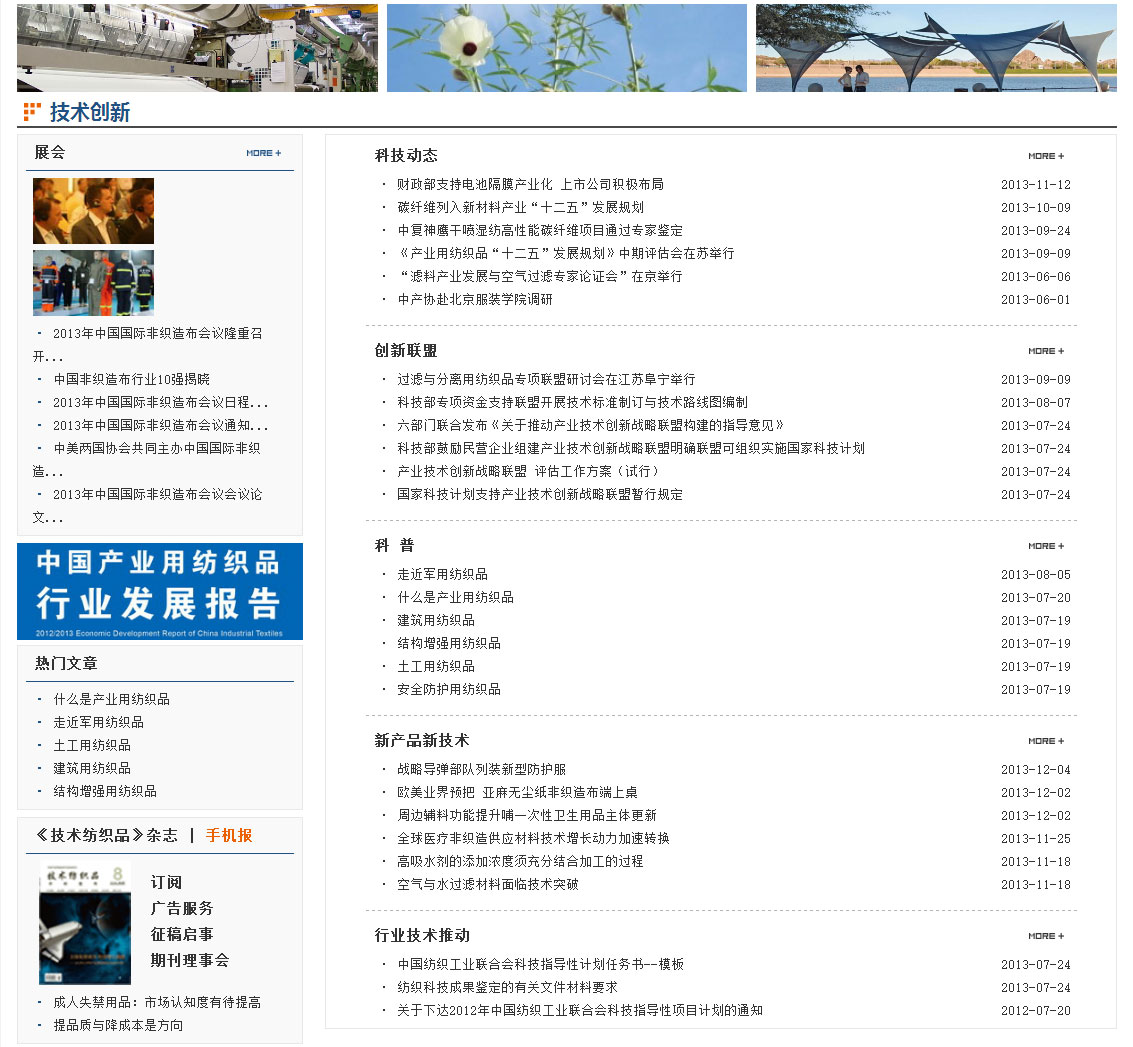 技术创新
展会
MORE +
2013年中国国际非织造布会议隆重召
开...
中国非织造布行业10强揭晓
2013年中国国际非织造布会议日程...
2013年中国国际非织造布会议通知...
中美两国协会共同主办中国国际非织
造...
2013年中国国际非织造布会议会议论
文...
中国产业用纺织品
行业发展报告
2012/2013 Economic Development Report of China Industrial Textiles
热门文章
什么是产业用纺织品
走近军用纺织品
土工用纺织品
建筑用纺织品
结构增强用纺织品
《技术纺织品》杂志 | 手机报
技术纺织品
8
订阅
广告服务
征稿启事
期刊理事会
成人失禁用品：市场认知度有待提高
提品质与降成本是方向
科技动态 MORE +
财政部支持电池隔膜产业化 上市公司积极布局 2013-11-12
碳纤维列入新材料产业“十二五”发展规划 2013-10-09
中复神鹰干喷湿纺高性能碳纤维项目通过专家鉴定 2013-09-24
《产业用纺织品“十二五”发展规划》中期评估会在苏举行 2013-09-09
“滤料产业发展与空气过滤专家论证会”在京举行 2013-06-06
中产协赴北京服装学院调研 2013-06-01
创新联盟 MORE +
过滤与分离用纺织品专项联盟研讨会在江苏阜宁举行 2013-09-09
科技部专项资金支持联盟开展技术标准制订与技术路线图编制 2013-08-07
六部门联合发布《关于推动产业技术创新战略联盟构建的指导意见》 2013-07-24
科技部鼓励民营企业组建产业技术创新战略联盟明确联盟可组织实施国家科技计划 2013-07-24
产业技术创新战略联盟 评估工作方案（试行） 2013-07-24
国家科技计划支持产业技术创新战略联盟暂行规定 2013-07-24
科 普 MORE +
走近军用纺织品 2013-08-05
什么是产业用纺织品 2013-07-20
建筑用纺织品 2013-07-19
结构增强用纺织品 2013-07-19
土工用纺织品 2013-07-19
安全防护用纺织品 2013-07-19
新产品新技术 MORE +
战略导弹部队列装新型防护服 2013-12-04
欧美业界预把 亚麻无尘纸非织造布端上桌 2013-12-02
周边辅料功能提升哺一次性卫生用品主体更新 2013-12-02
全球医疗非织造供应材料技术增长动力加速转换 2013-11-25
高吸水剂的添加浓度须充分结合加工的过程 2013-11-18
空气与水过滤材料面临技术突破 2013-11-18
行业技术推动 MORE +
中国纺织工业联合会科技指导性计划任务书--模板 2013-07-24
纺织科技成果鉴定的有关文件材料要求 2013-07-24
关于下达2012年中国纺织工业联合会科技指导性项目计划的通知 2012-07-20